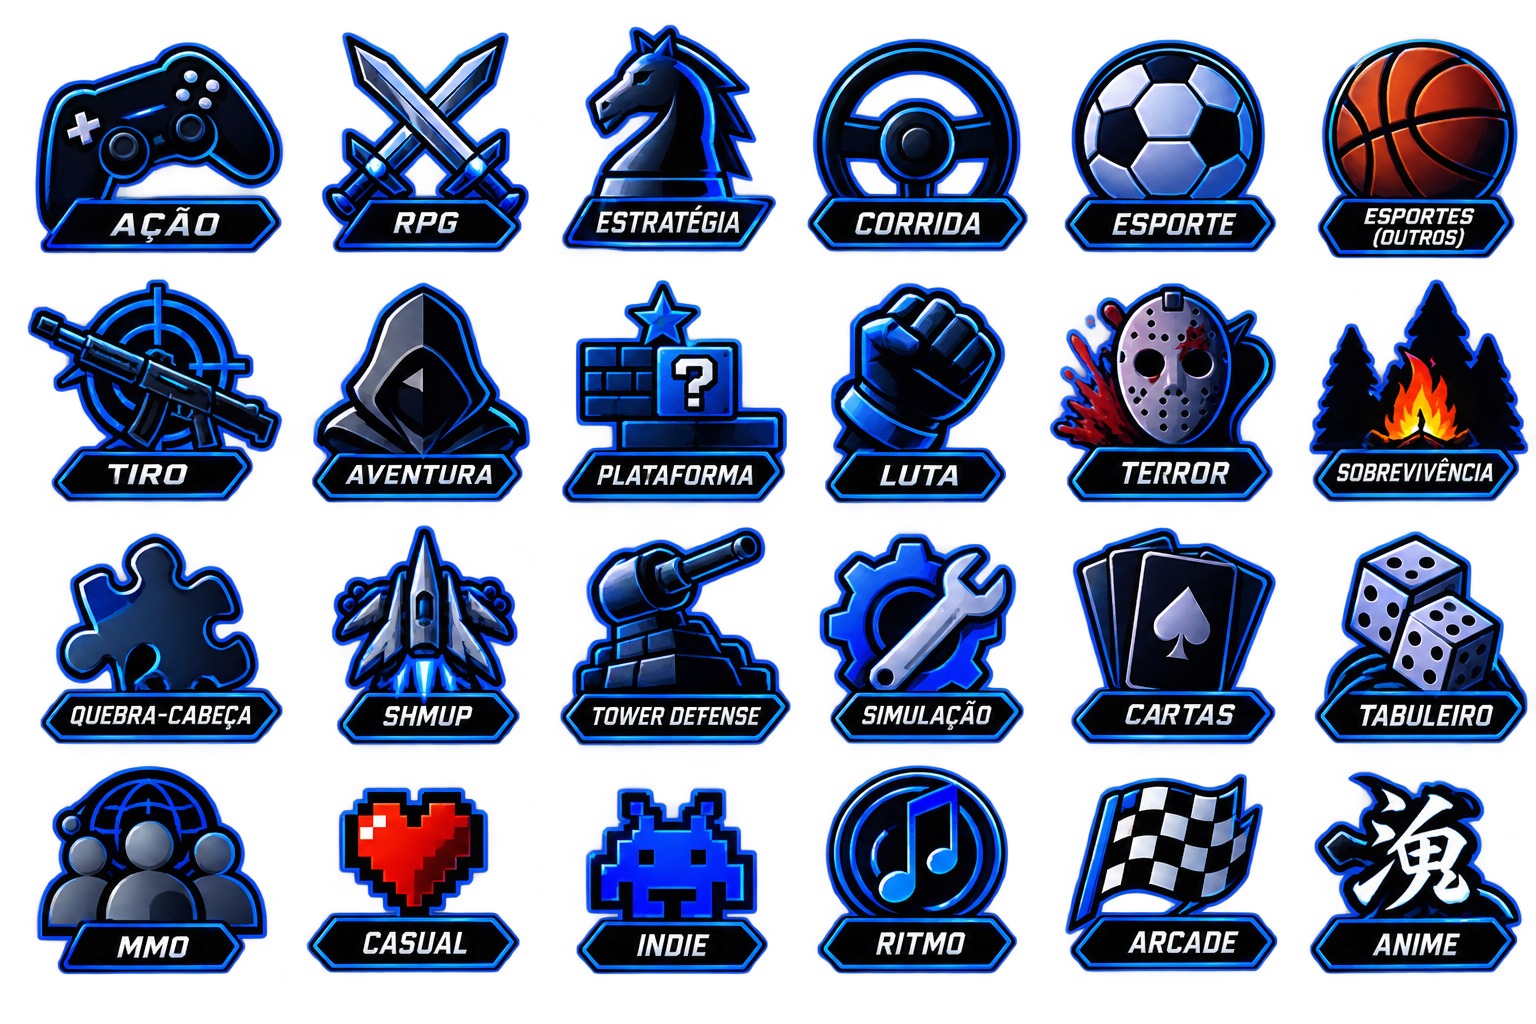 AÇÃO
RPG
ESTRATÉGIA
CORRIDA
ESPORTE
ESPORTES
(OUTROS)
TIRO
AVENTURA
?
PLATAFORMA
LUTA
TERROR
SOBREVIVÊNCIA
QUEBRA-CABEÇA
SHMUP
TOWER DEFENSE
SIMULAÇÃO
CARTAS
TABULEIRO
MMO
CASUAL
INDIE
RITMO
ARCADE
ANIME